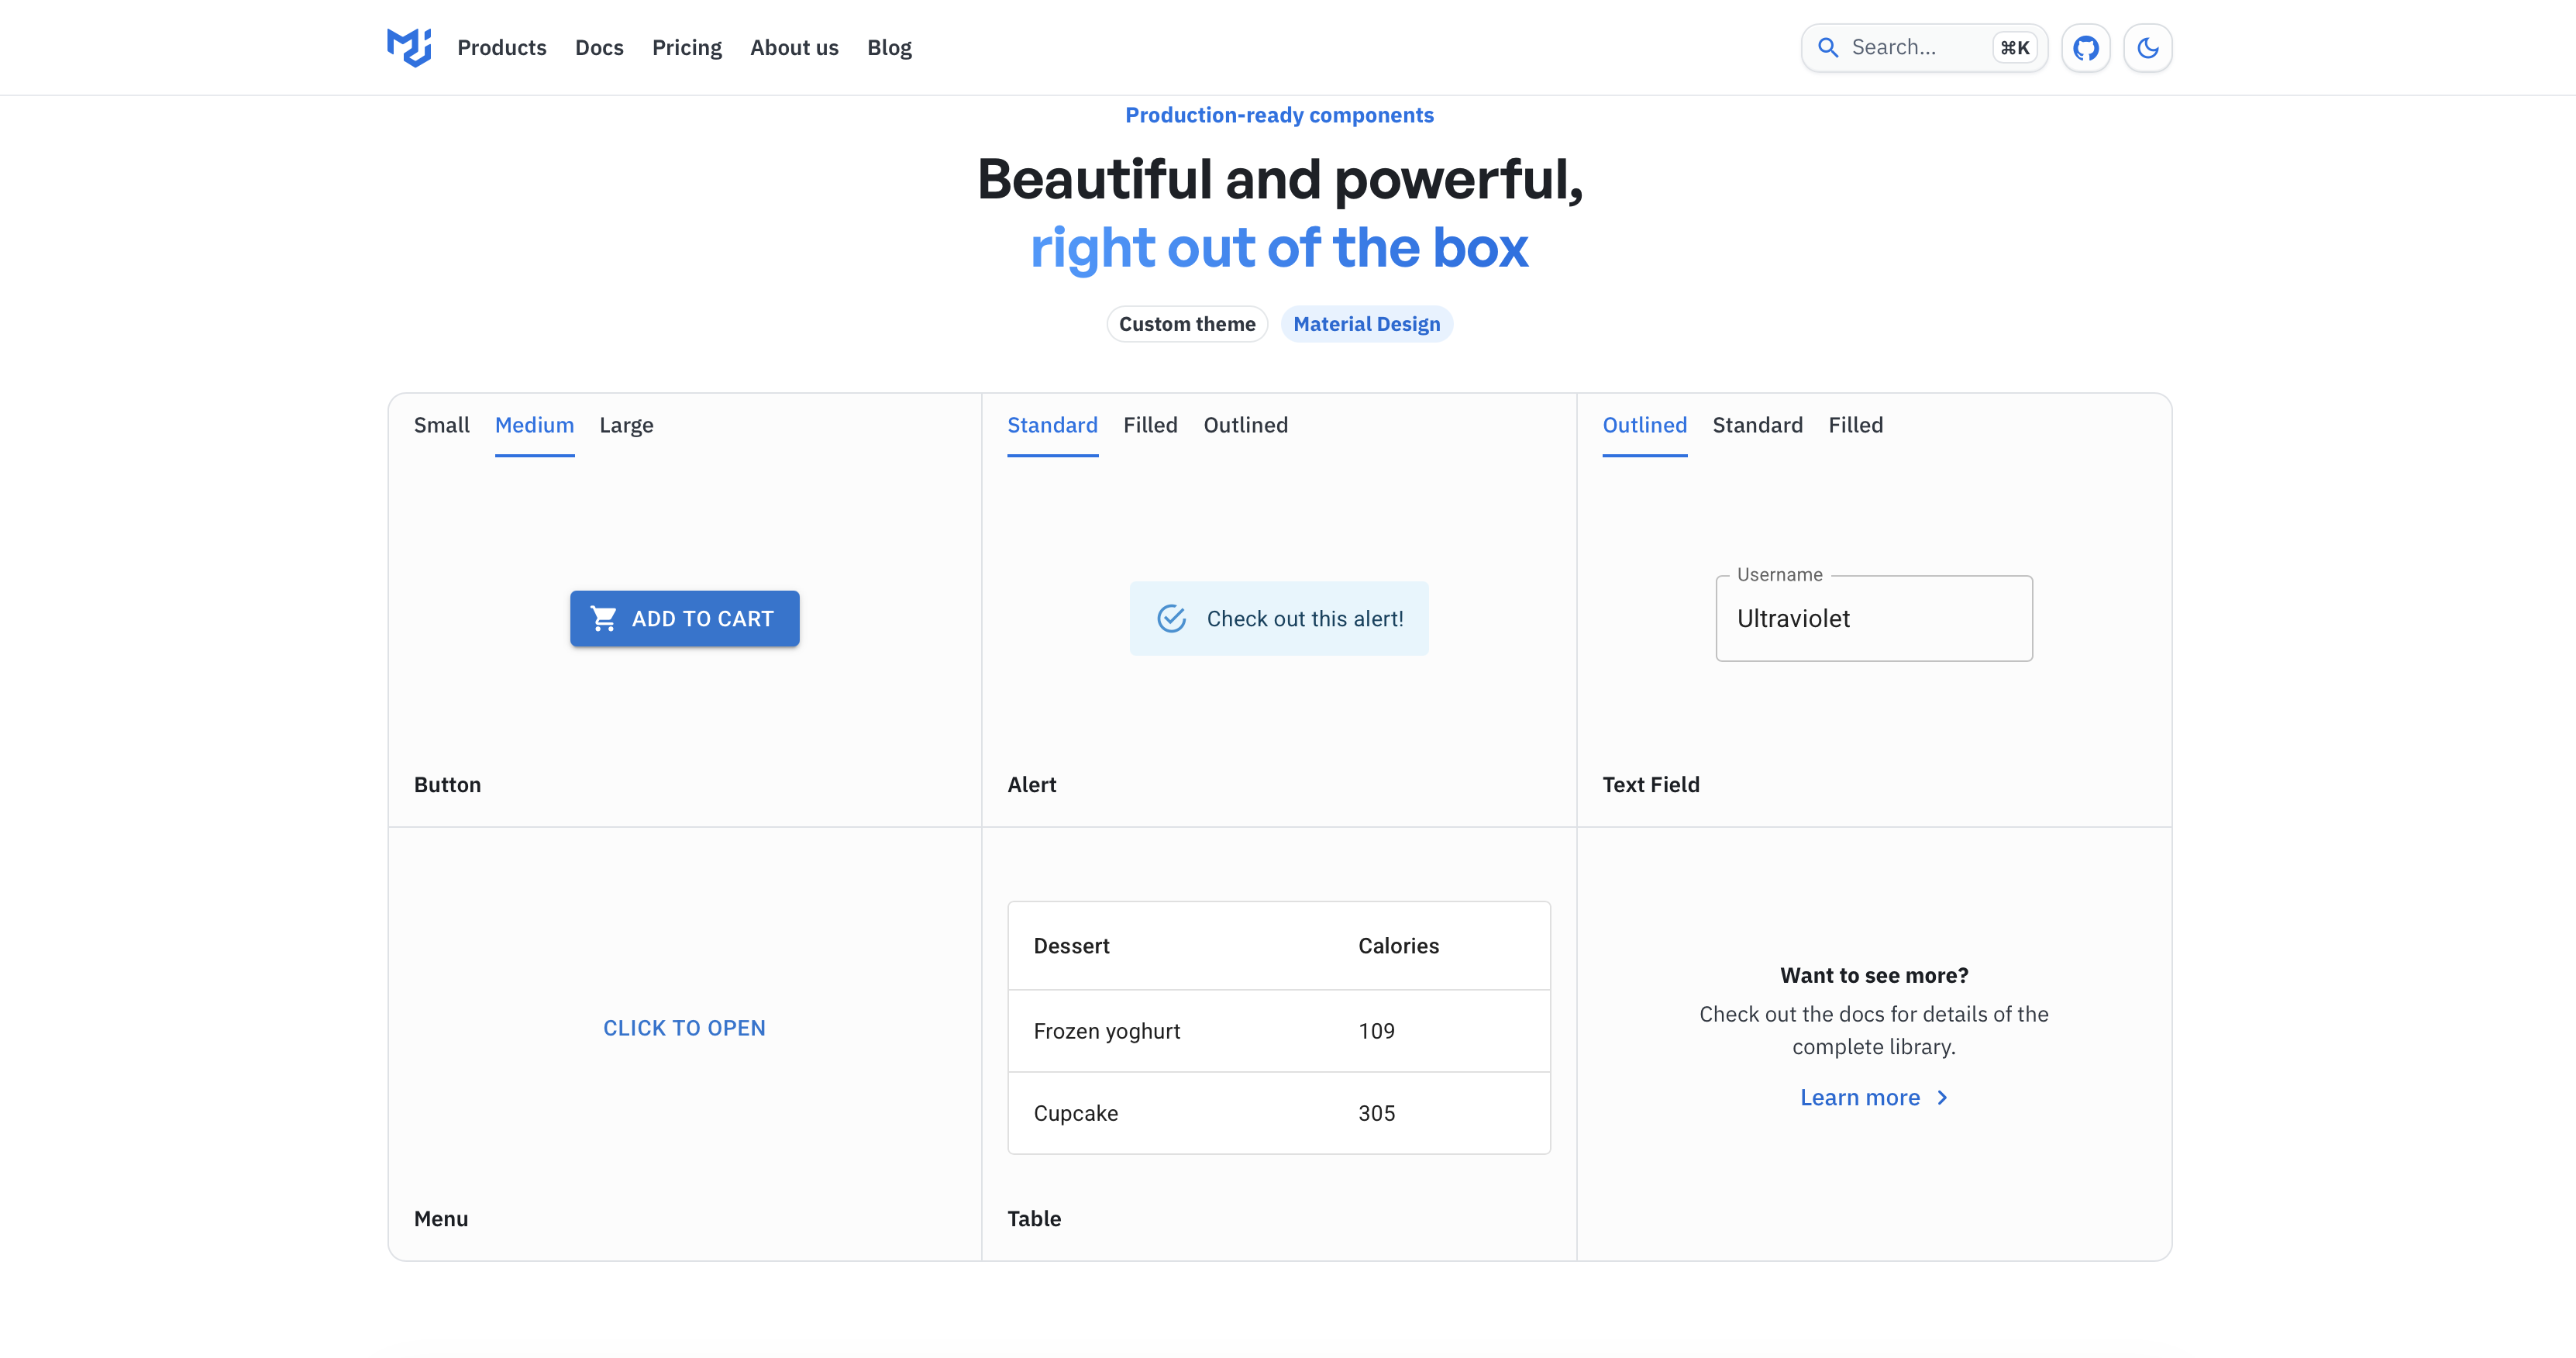 Products Docs Pricing About us Blog Search... ⌘K
Production-ready components
Beautiful and powerful,
right out of the box
Custom theme Material Design
Small Medium Large
ADD TO CART
Button
Standard Filled Outlined
Check out this alert!
Alert
Outlined Standard Filled
Username
Ultraviolet
Text Field
CLICK TO OPEN
Menu
Dessert Calories
Frozen yoghurt 109
Cupcake 305
Table
Want to see more?
Check out the docs for details of the
complete library.
Learn more